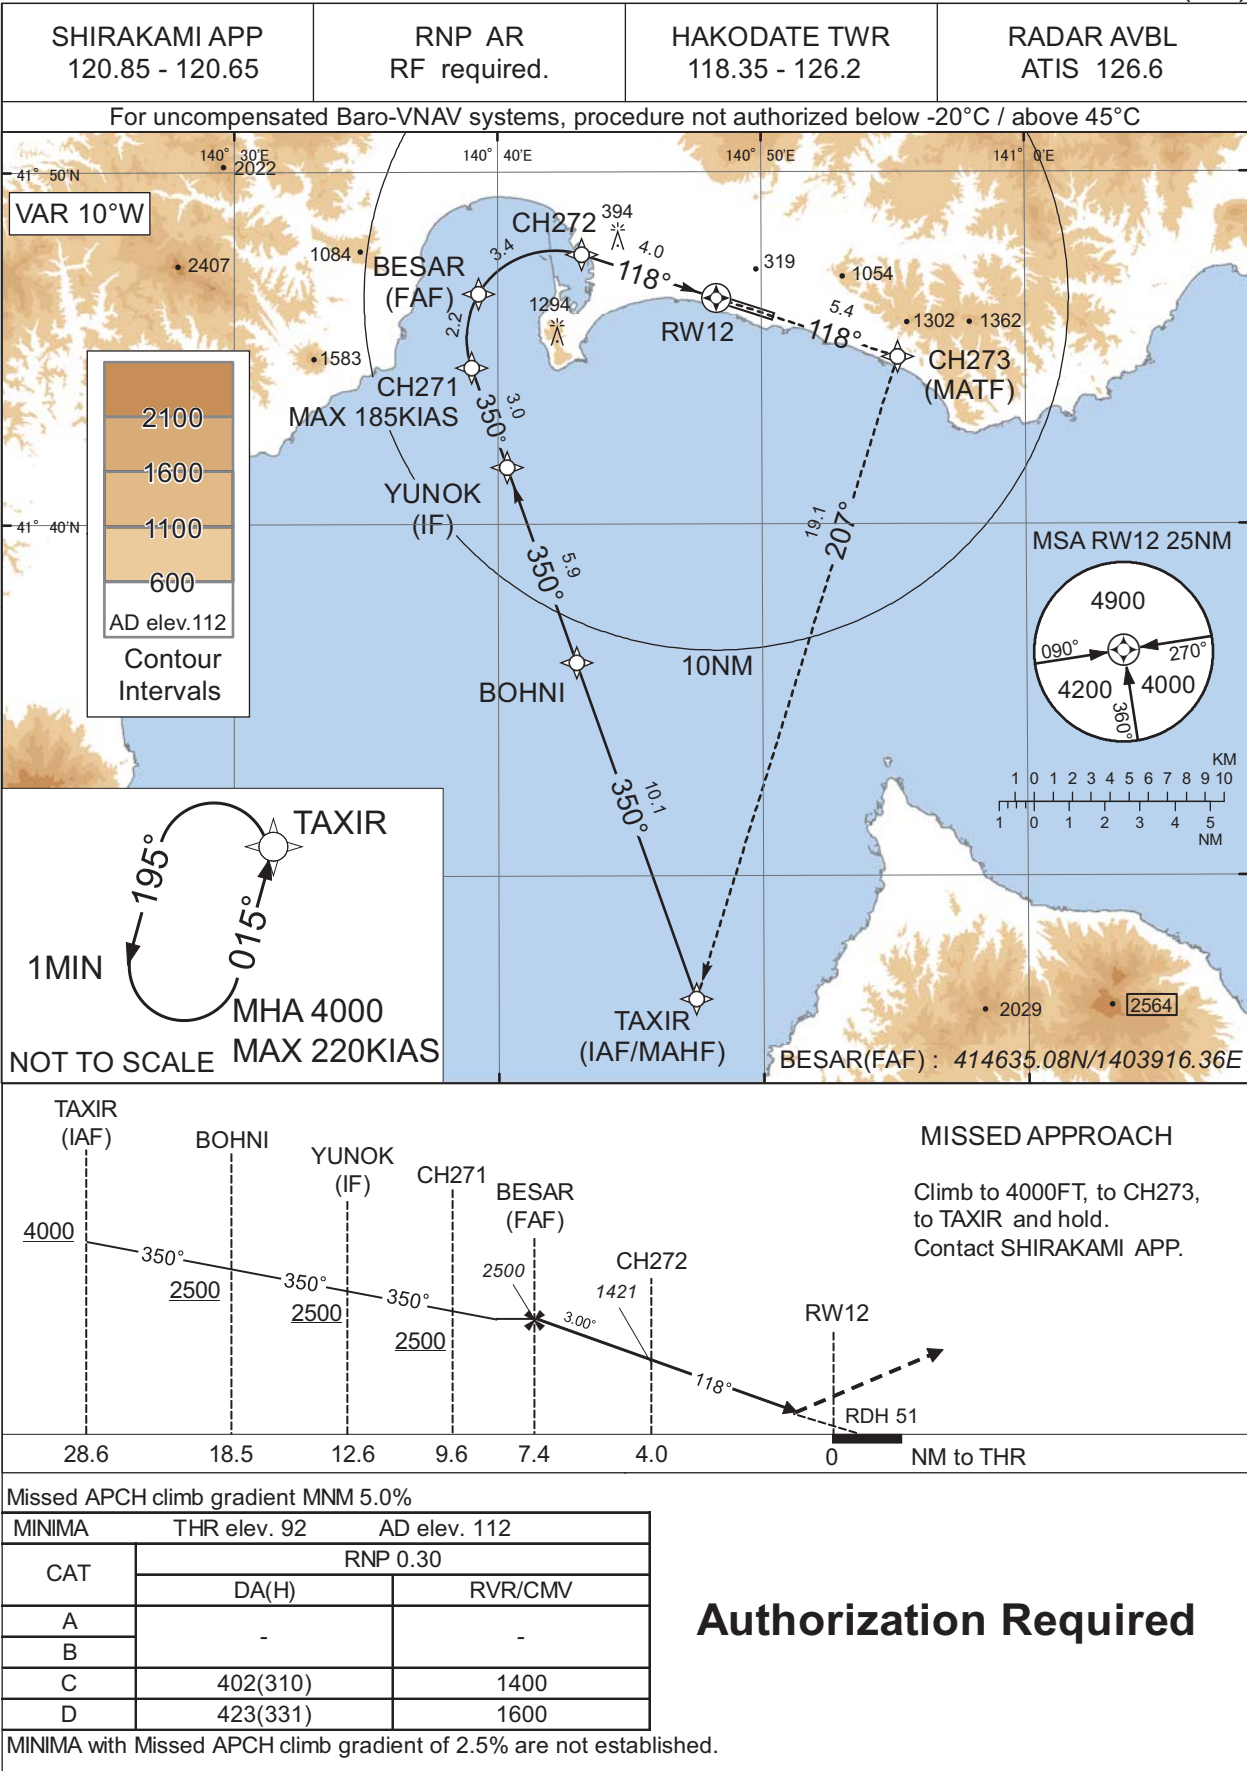 SHIRAKAMI APP
120.85 - 120.65
RNP AR
RF required.
HAKODATE TWR
118.35 - 126.2
RADAR AVBL
ATIS 126.6
For uncompensated Baro-VNAV systems, procedure not authorized below -20°C / above 45°C
140° 30'E
140° 40'E
140° 50'E
141° 0'E
41° 50'N
2022
VAR 10°W
2407
1084
BESAR
(FAF)
3.4
CH272
394
4.0
118°
319
1054
1294
2.2
RW12
5.4
118°
1302
1362
1583
CH271
MAX 185KIAS
CH273
(MATF)
350°
3.0
YUNOK
(IF)
41° 40'N
2100
1600
1100
600
AD elev.112
Contour
Intervals
350°
5.9
19.1
207°
MSA RW12 25NM
4900
090°
270°
4200
4000
360°
10NM
BOHNI
350°
10.1
KM
1 0 1 2 3 4 5 6 7 8 9 10
1 0 1 2 3 4 5
NM
TAXIR
195°
015°
1MIN
MHA 4000
MAX 220KIAS
NOT TO SCALE
TAXIR
(IAF/MAHF)
2029
2564
BESAR(FAF) : 414635.08N/1403916.36E
TAXIR
(IAF)
BOHNI
YUNOK
(IF)
CH271
BESAR
(FAF)
CH272
RW12
4000
350°
2500
350°
2500
350°
2500
2500
3.00°
1421
118°
RDH 51
28.6
18.5
12.6
9.6
7.4
4.0
0
NM to THR
MISSED APPROACH
Climb to 4000FT, to CH273,
to TAXIR and hold.
Contact SHIRAKAMI APP.
Missed APCH climb gradient MNM 5.0%
MINIMA THR elev. 92 AD elev. 112
CAT
RNP 0.30
DA(H) RVR/CMV
A
B
- -
C 402(310) 1400
D 423(331) 1600
MINIMA with Missed APCH climb gradient of 2.5% are not established.
Authorization Required